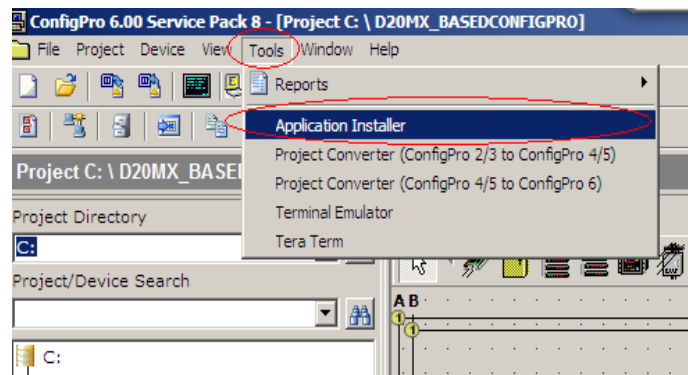 ConfigPro 6.00 Service Pack 8 - [Project C: \ D20MX_BASEDCONFIGPRO]
File Project Device View Tools Window Help
Reports
Application Installer
Project Converter (ConfigPro 2/3 to ConfigPro 4/5)
Project Converter (ConfigPro 4/5 to ConfigPro 6)
Terminal Emulator
Tera Term
Project C: \ D20MX_BASE
Project Directory
C:
Project/Device Search
C:
A B
1
1